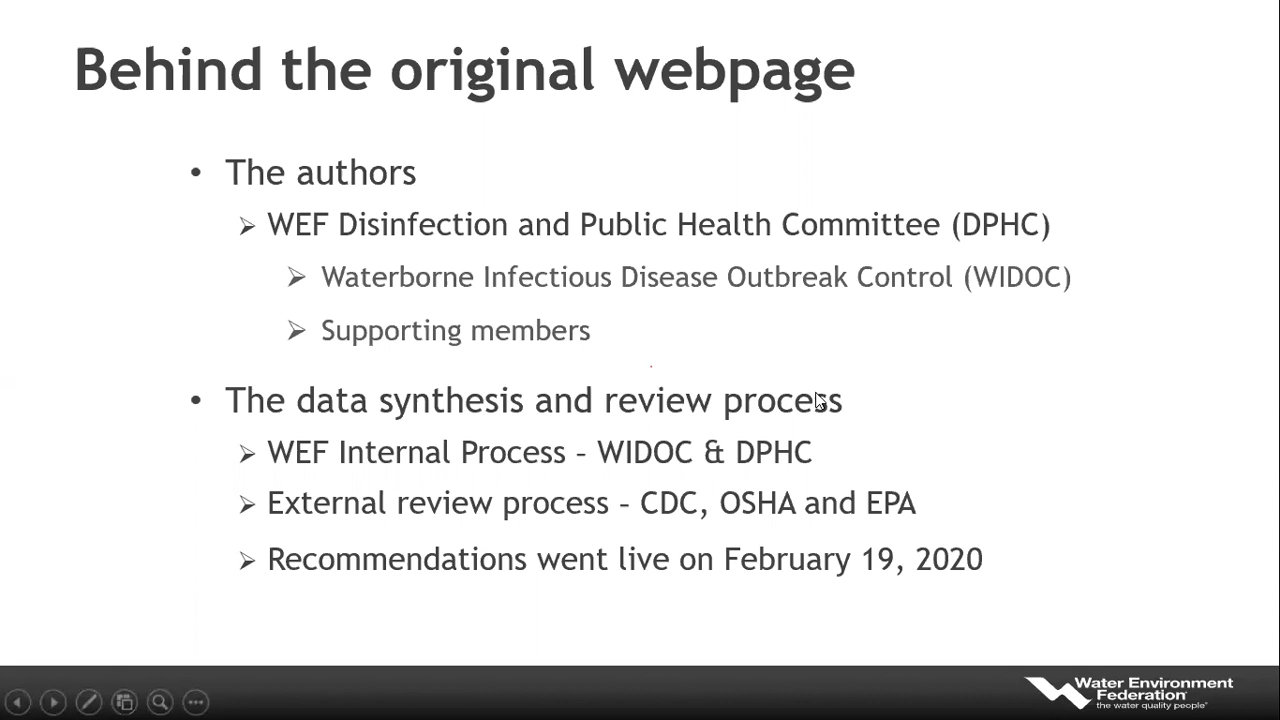 Behind the original webpage
• The authors
➢ WEF Disinfection and Public Health Committee (DPHC)
➢ Waterborne Infectious Disease Outbreak Control (WIDOC)
➢ Supporting members
• The data synthesis and review process
➢ WEF Internal Process – WIDOC & DPHC
➢ External review process – CDC, OSHA and EPA
➢ Recommendations went live on February 19, 2020
Water Environment
Federation
the water quality people®